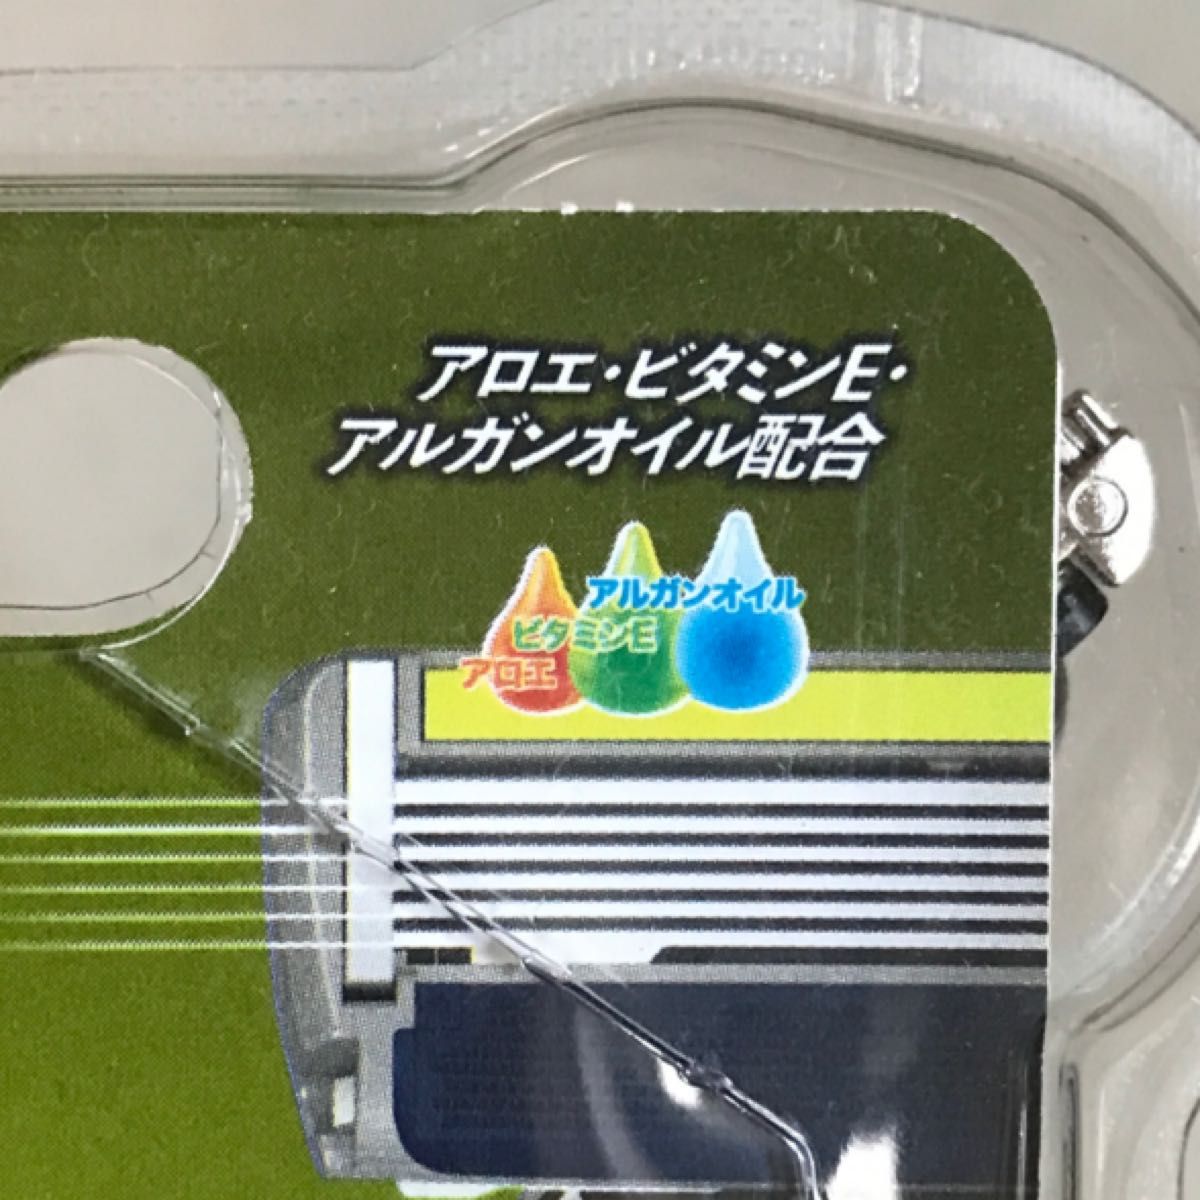 アロエ・ビタミンE・
アルガンオイル配合
アルガンオイル
ビタミンE
アロエ